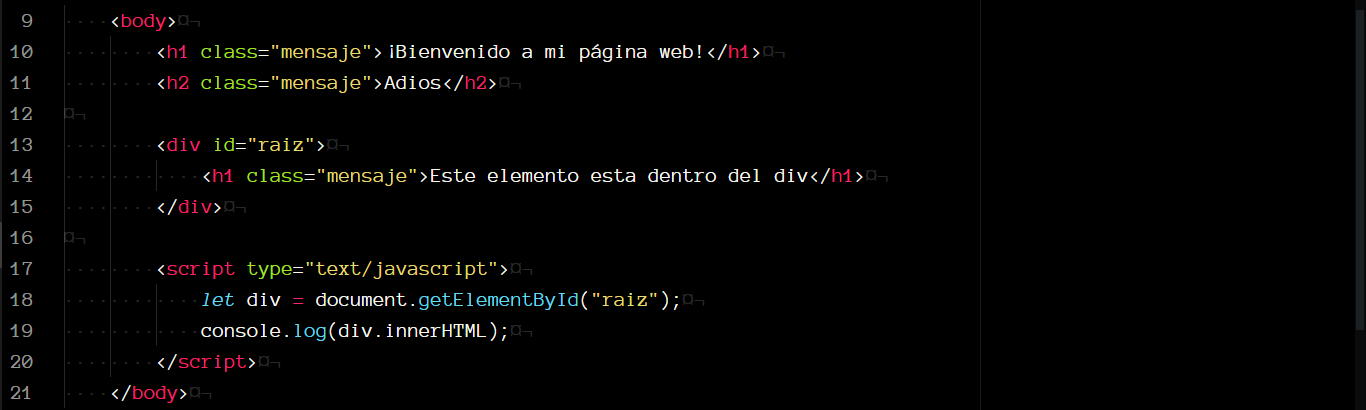 9 <body>
10 <h1 class="mensaje">¡Bienvenido a mi página web!</h1>
11 <h2 class="mensaje">Adios</h2>
12
13 <div id="raiz">
14 <h1 class="mensaje">Este elemento esta dentro del div</h1>
15 </div>
16
17 <script type="text/javascript">
18 let div = document.getElementById("raiz");
19 console.log(div.innerHTML);
20 </script>
21 </body>